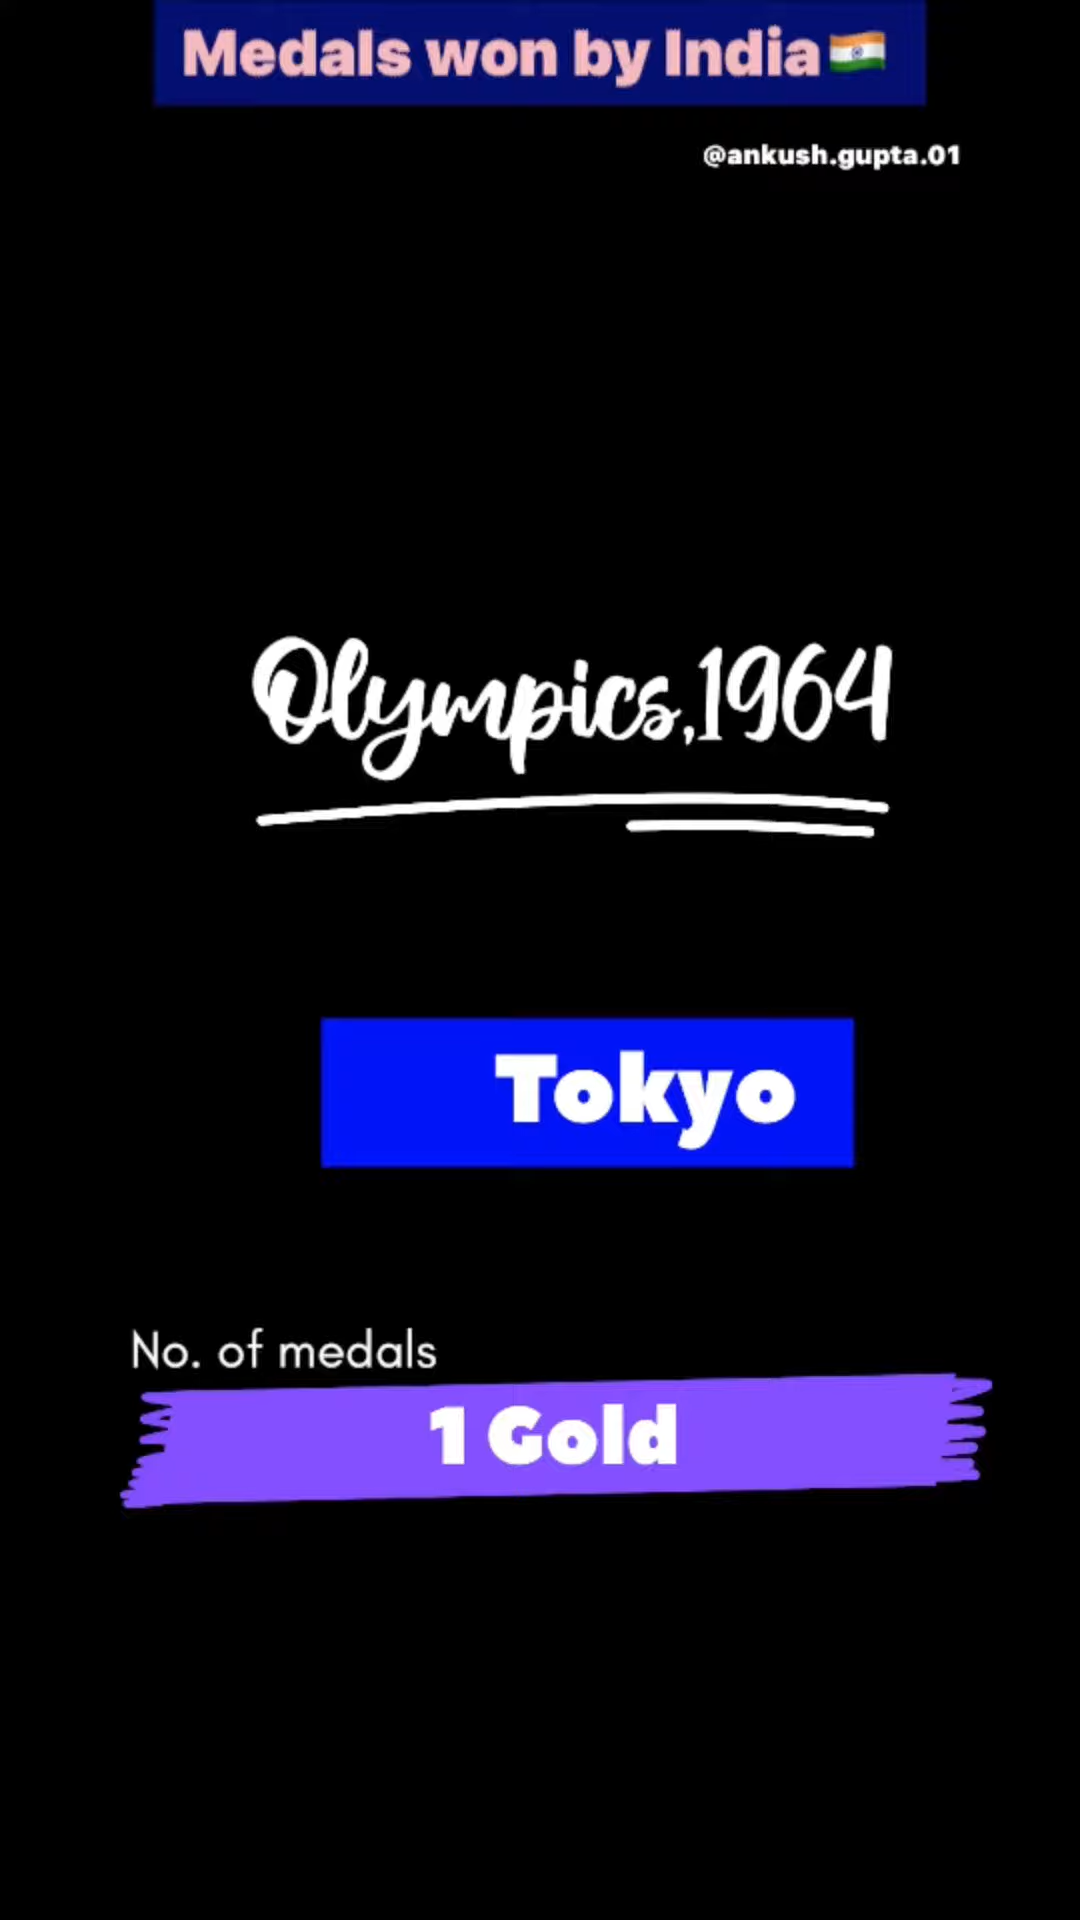 Medals won by India🇮🇳
@ankush.gupta.01
Olympics,1964
Tokyo
No. of medals
1 Gold